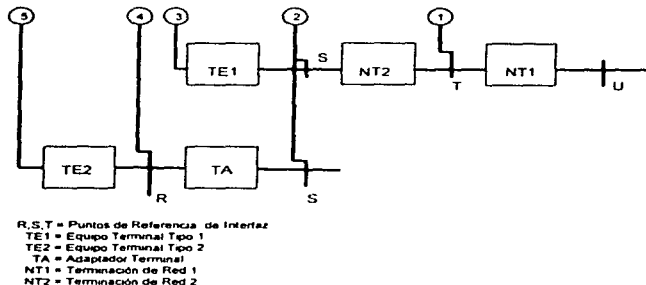 5 4 3 2 1
TE1 S NT2 T NT1 U
TE2 R TA S
R,S,T = Puntos de Referencia de Interfaz
TE1 = Equipo Terminal Tipo 1
TE2 = Equipo Terminal Tipo 2
TA = Adaptador Terminal
NT1 = Terminación de Red 1
NT2 = Terminación de Red 2